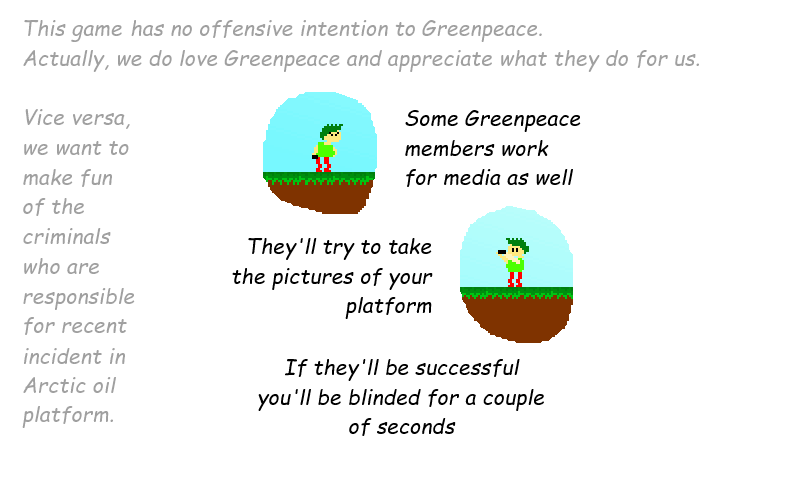 This game has no offensive intention to Greenpeace.
Actually, we do love Greenpeace and appreciate what they do for us.
Vice versa,
we want to
make fun
of the
criminals
who are
responsible
for recent
incident in
Arctic oil
platform.
Some Greenpeace
members work
for media as well
They'll try to take
the pictures of your
platform
If they'll be successful
you'll be blinded for a couple
of seconds